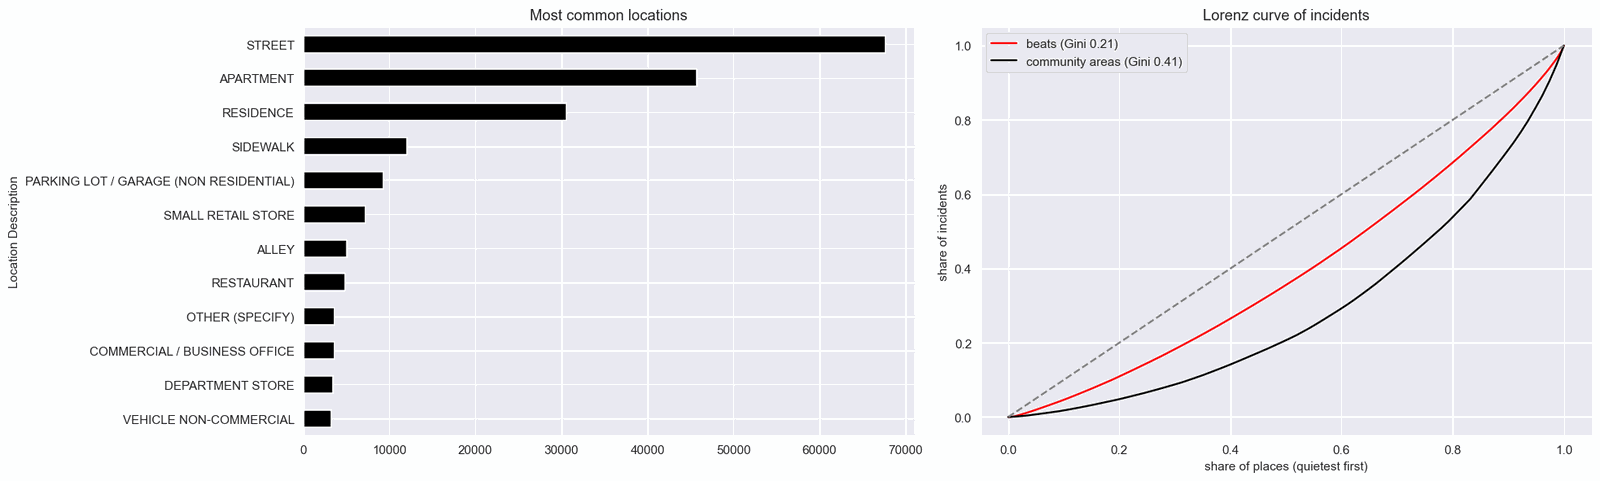 Most common locations
Location Description
STREET
APARTMENT
RESIDENCE
SIDEWALK
PARKING LOT / GARAGE (NON RESIDENTIAL)
SMALL RETAIL STORE
ALLEY
RESTAURANT
OTHER (SPECIFY)
COMMERCIAL / BUSINESS OFFICE
DEPARTMENT STORE
VEHICLE NON-COMMERCIAL
0 10000 20000 30000 40000 50000 60000 70000
Lorenz curve of incidents
beats (Gini 0.21)
community areas (Gini 0.41)
share of incidents
1.0
0.8
0.6
0.4
0.2
0.0
0.0 0.2 0.4 0.6 0.8 1.0
share of places (quietest first)